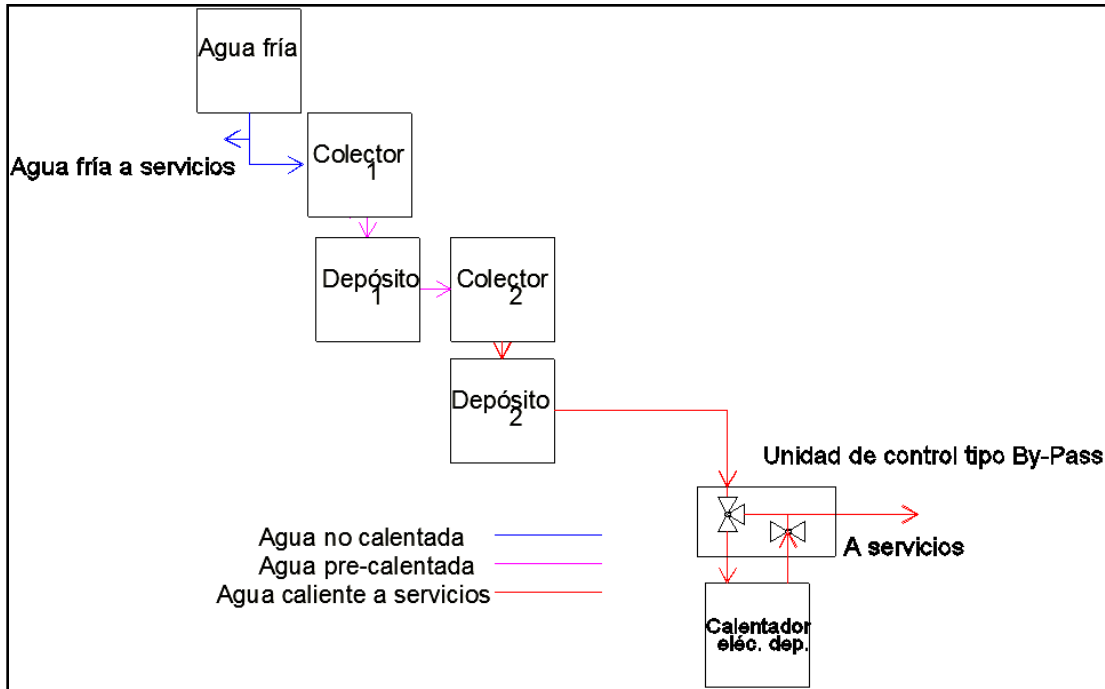 Agua fría
Agua fría a servicios
Colector
1
Depósito
1
Colector
2
Depósito
2
Unidad de control tipo By-Pass
A servicios
Agua no calentada
Agua pre-calentada
Agua caliente a servicios
Calentador
eléc. dep.